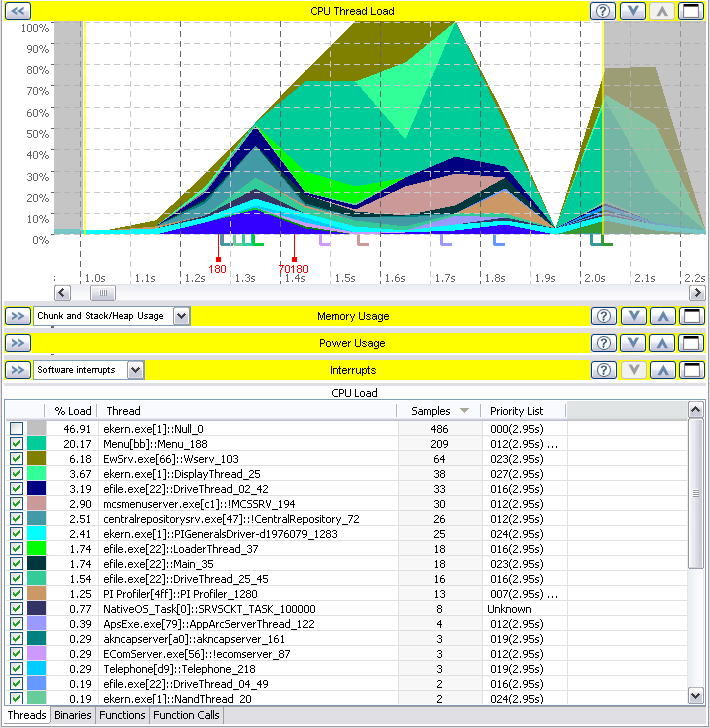 CPU Thread Load
100%
90%
80%
70%
60%
50%
40%
30%
20%
10%
0%
180 70180
1.0s 1.1s 1.2s 1.3s 1.4s 1.5s 1.6s 1.7s 1.8s 1.9s 2.0s 2.1s 2.2s
Chunk and Stack/Heap Usage Memory Usage
Power Usage
Software interrupts Interrupts
CPU Load
% Load Thread Samples Priority List
46.91 ekern.exe[1]::Null_0 486 000(2.95s)
20.17 Menu[bb]::Menu_188 209 012(2.95s) ...
6.18 EwSrv.exe[66]::Wserv_103 64 023(2.95s)
3.67 ekern.exe[1]::DisplayThread_25 38 027(2.95s)
3.19 efile.exe[22]::DriveThread_02_42 33 016(2.95s)
2.90 mcsmenuserver.exe[c1]::!MCSSRV_194 30 012(2.95s)
2.51 centralrepositorysrv.exe[47]::!CentralRepository_72 26 012(2.95s)
2.41 ekern.exe[1]::PIGeneralsDriver-d1976079_1283 25 024(2.95s)
1.74 efile.exe[22]::LoaderThread_37 18 016(2.95s)
1.74 efile.exe[22]::Main_35 18 023(2.95s)
1.54 efile.exe[22]::DriveThread_25_45 16 016(2.95s)
1.25 PI Profiler[4ff]::PI Profiler_1280 13 007(2.95s) ...
0.77 NativeOS_Task[0]::SRVSCKT_TASK_100000 8 Unknown
0.39 ApsExe.exe[79]::AppArcServerThread_122 4 012(2.95s)
0.29 akncapserver[a0]::akncapserver_161 3 019(2.95s)
0.29 EComServer.exe[56]::!ecomserver_87 3 012(2.95s)
0.29 Telephone[d9]::Telephone_218 3 019(2.95s)
0.19 efile.exe[22]::DriveThread_04_49 2 016(2.95s)
0.19 ekern.exe[1]::NandThread_20 2 024(2.95s)
Threads Binaries Functions Function Calls